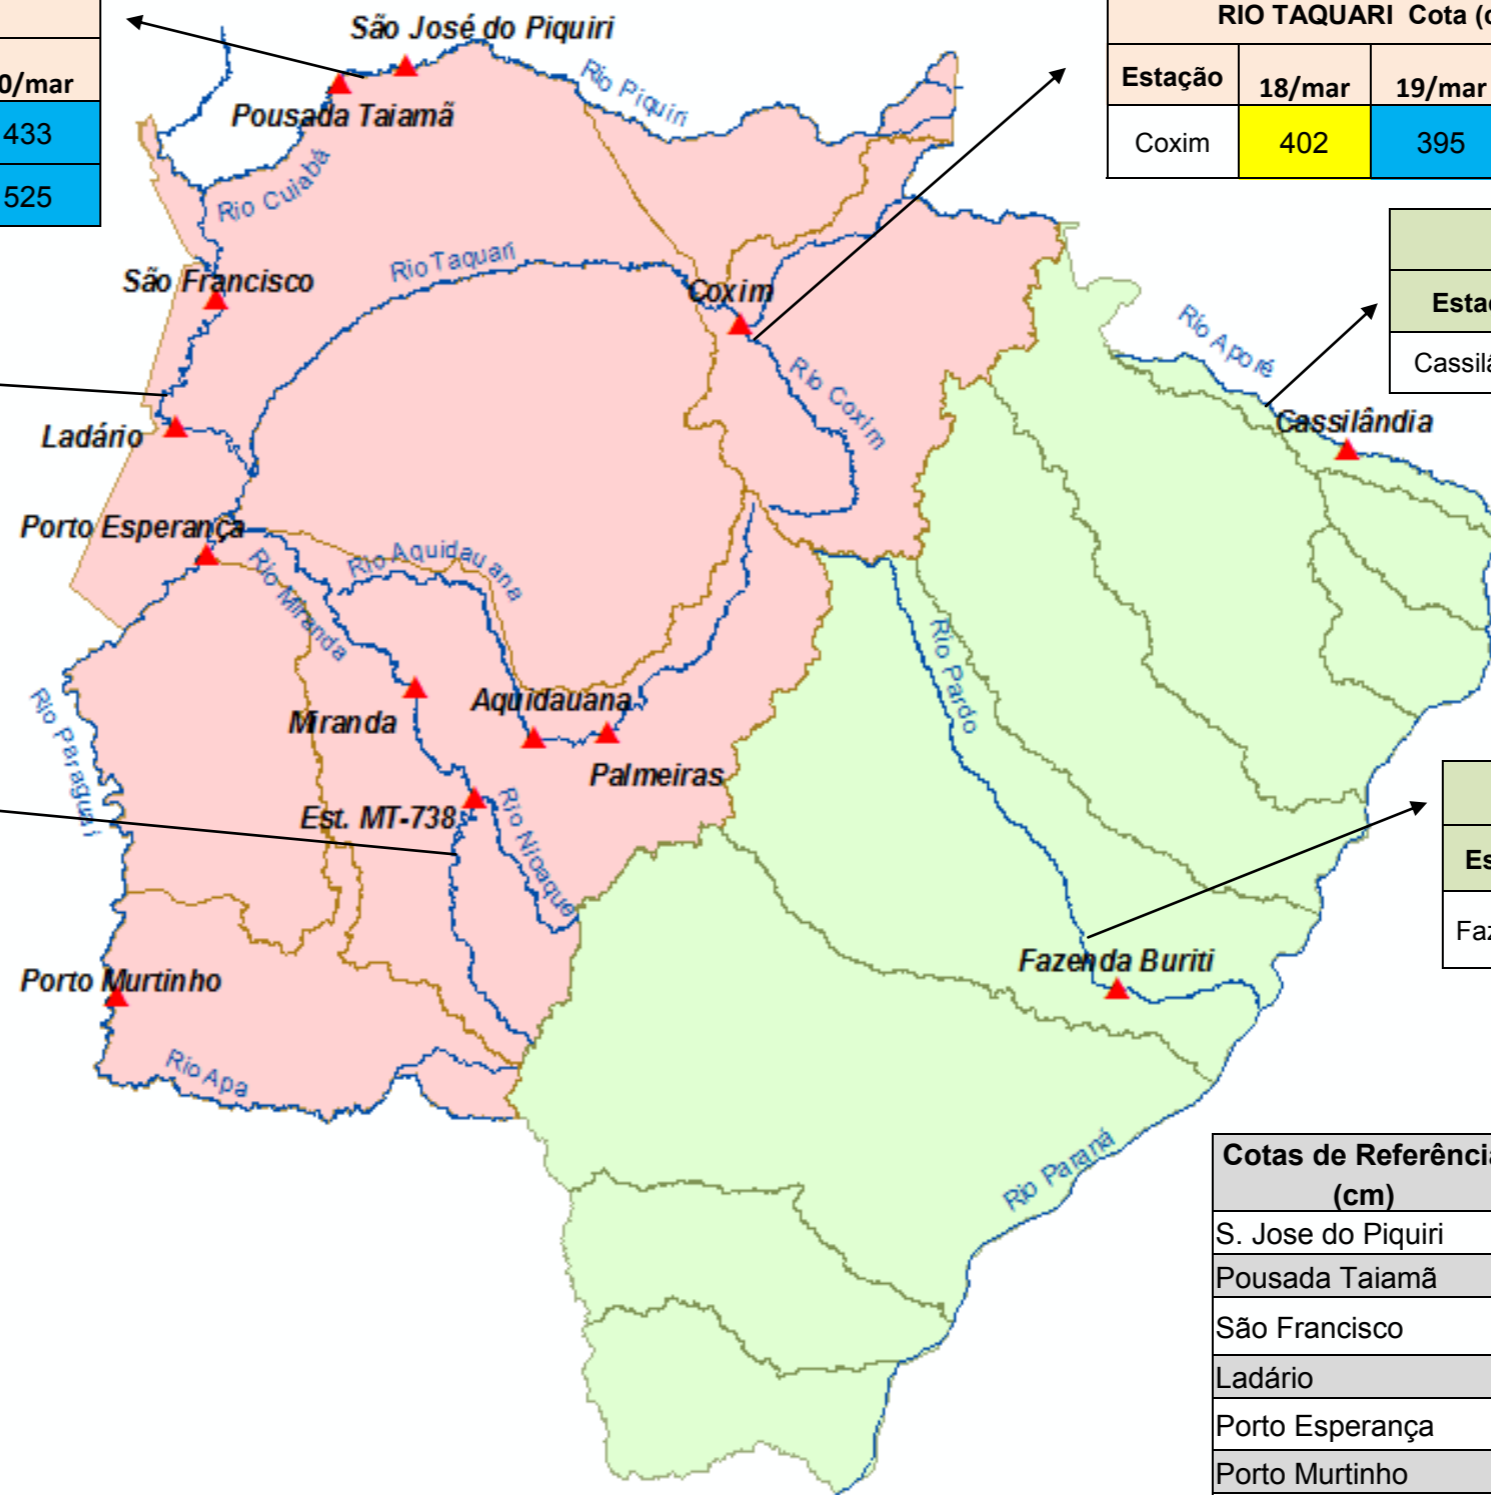 RIO TAQUARI Cota (c
Estação
18/mar
19/mar
Coxim
402
395
0/mar
433
525
São José do Piquiri
Pousada Taiamã
Rio Piquiri
Rio Cuiabá
São Francisco
Rio Taquari
Coxim
Rio Coxim
Rio Aporé
Estaç
Cassilâ
Cassilândia
Ladário
Porto Esperança
Rio Aquidauana
Rio Miranda
Rio Pardo
Rio Paraguai
Miranda
Aquidauana
Palmeiras
Est. MT-738
Rio Nioaque
Es
Faz
Fazenda Buriti
Porto Murtinho
Rio Apa
Rio Paraná
Cotas de Referência
(cm)
S. Jose do Piquiri
Pousada Taiamã
São Francisco
Ladário
Porto Esperança
Porto Murtinho